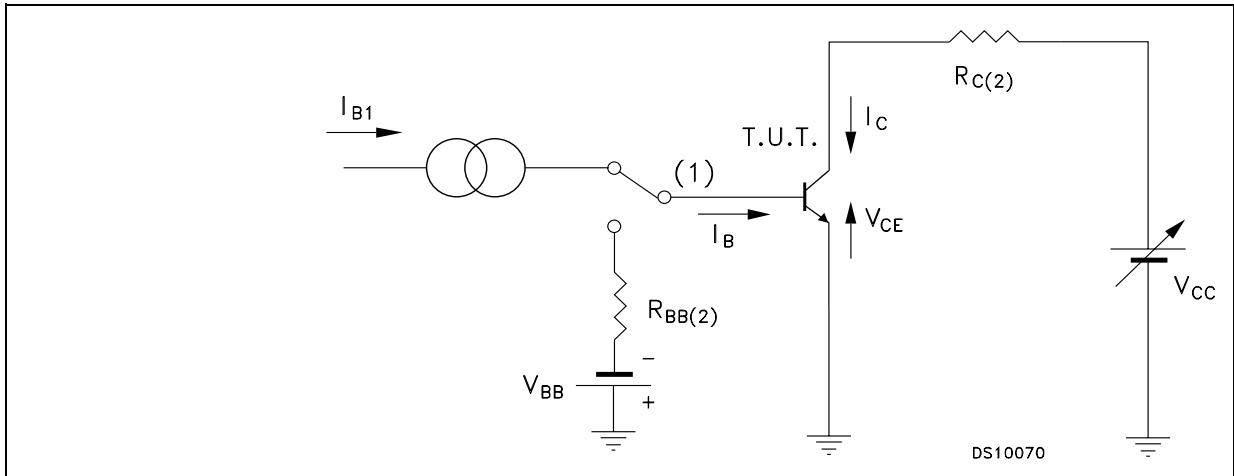 I_B1
R_C(2)
T.U.T.
I_C
(1)
I_B
V_CE
V_CC
R_BB(2)
−
V_BB
+
DS10070